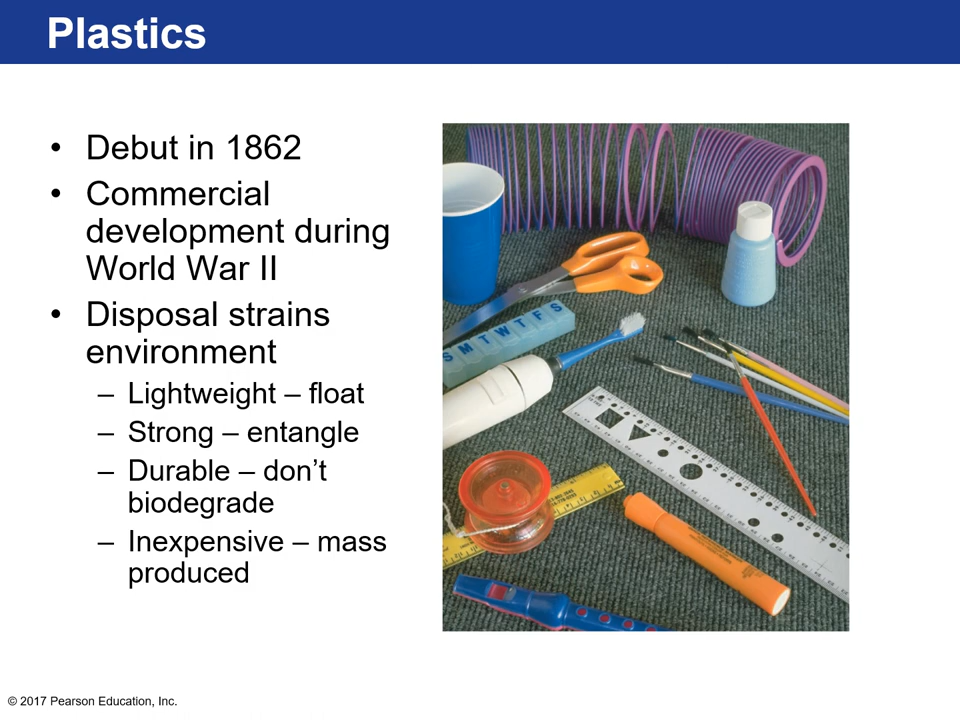 Plastics
• Debut in 1862
• Commercial
development during
World War II
• Disposal strains
environment
– Lightweight – float
– Strong – entangle
– Durable – don’t
biodegrade
– Inexpensive – mass
produced
S M T W T F S
© 2017 Pearson Education, Inc.